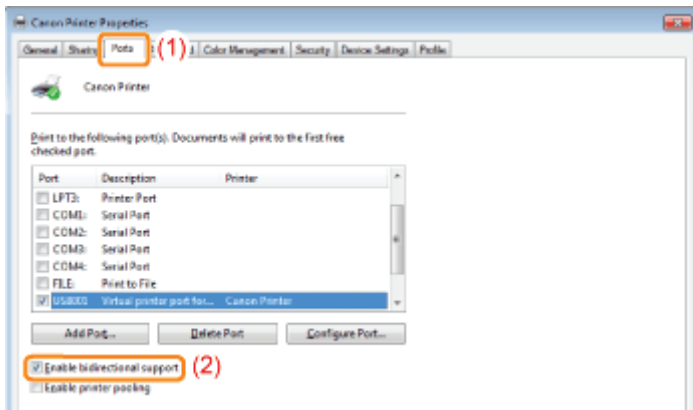 Canon Printer Properties
General Sharing Ports (1) Color Management Security Device Settings Profile
Canon Printer
Print to the following port(s). Documents will print to the first free
checked port.
Port Description Printer
LPT3: Printer Port
COM1: Serial Port
COM2: Serial Port
COM3: Serial Port
COM4: Serial Port
FILE: Print to File
USB001 Virtual printer port for... Canon Printer
Add Port... Delete Port Configure Port...
Enable bidirectional support (2)
Enable printer pooling